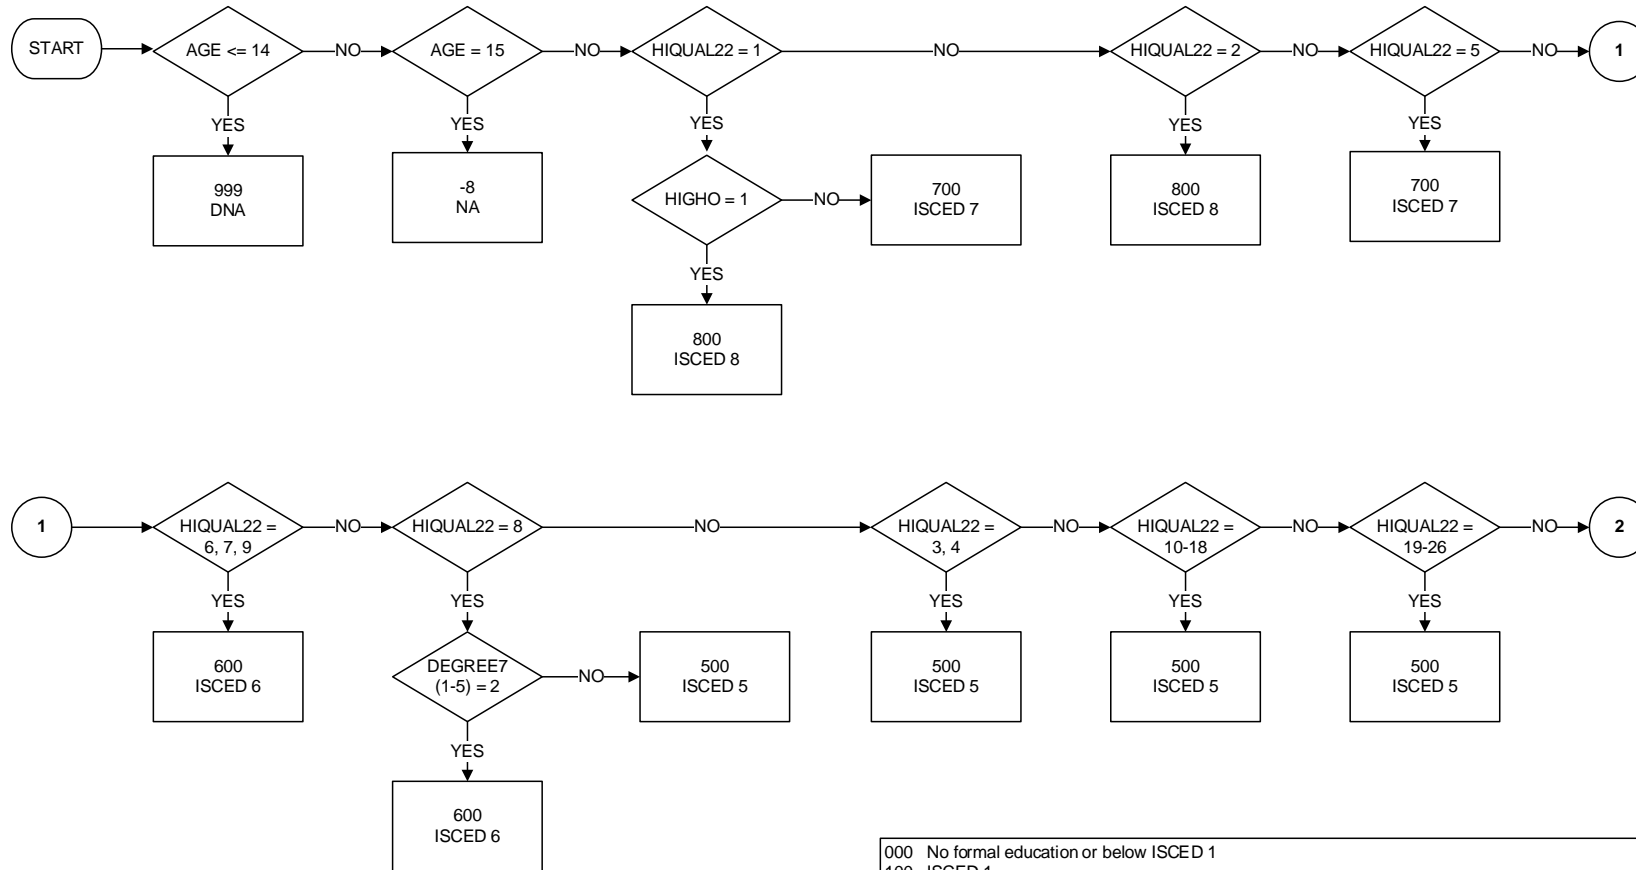 START
AGE <= 14
NO
AGE = 15
NO
HIQUAL22 = 1
NO
HIQUAL22 = 2
NO
HIQUAL22 = 5
NO
1
YES
YES
YES
YES
YES
999
DNA
-8
NA
HIGHO = 1
NO
700
ISCED 7
800
ISCED 8
700
ISCED 7
YES
800
ISCED 8
1
HIQUAL22 =
6, 7, 9
NO
HIQUAL22 = 8
NO
HIQUAL22 =
3, 4
NO
HIQUAL22 =
10-18
NO
HIQUAL22 =
19-26
NO
2
YES
YES
YES
YES
YES
600
ISCED 6
DEGREE7
(1-5) = 2
NO
500
ISCED 5
500
ISCED 5
500
ISCED 5
500
ISCED 5
YES
600
ISCED 6
000 No formal education or below ISCED 1